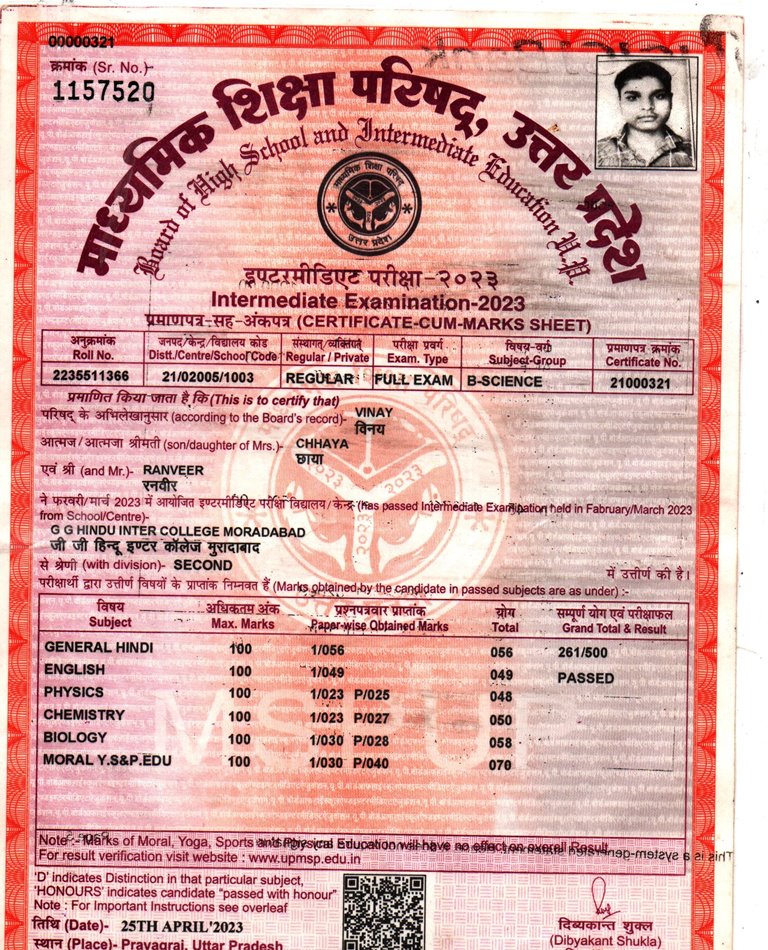 00000321
क्रमांक (Sr. No.)-
1157520
माध्यमिक शिक्षा परिषद्, उत्तर प्रदेश
Board of High School and Intermediate Education U.P.
माध्यमिक शिक्षा परिषद्
उत्तर प्रदेश
इण्टरमीडिएट परीक्षा-२०२३
Intermediate Examination-2023
प्रमाणपत्र-सह-अंकपत्र (CERTIFICATE-CUM-MARKS SHEET)
अनुक्रमांक जनपद/केन्द्र/विद्यालय कोड संस्थागत/व्यक्तिगत परीक्षा प्रवर्ग विषय-वर्ग प्रमाणपत्र क्रमांक
Roll No. Distt./Centre/School Code Regular / Private Exam. Type Subject-Group Certificate No.
2235511366 21/02005/1003 REGULAR FULL EXAM B-SCIENCE 21000321
प्रमाणित किया जाता है कि (This is to certify that)
परिषद् के अभिलेखानुसार (according to the Board's record)- VINAY
विनय
आत्मज/आत्मजा श्रीमती (son/daughter of Mrs.)- CHHAYA
छाया
एवं श्री (and Mr.)- RANVEER
रनवीर
ने फरवरी/मार्च 2023 में आयोजित इण्टरमीडिएट परीक्षा विद्यालय/केन्द्र (has passed Intermediate Examination held in Fabruary/March 2023
from School/Centre)-
G G HINDU INTER COLLEGE MORADABAD
जी जी हिन्दू इण्टर कॉलेज मुरादाबाद
से श्रेणी (with division)- SECOND में उत्तीर्ण की है।
परीक्षार्थी द्वारा उत्तीर्ण विषयों के प्राप्तांक निम्नवत हैं (Marks obtained by the candidate in passed subjects are as under) :-
विषय अधिकतम अंक प्रश्नपत्रवार प्राप्तांक योग सम्पूर्ण योग एवं परीक्षाफल
Subject Max. Marks Paper-wise Obtained Marks Total Grand Total & Result
GENERAL HINDI 100 1/056 056 261/500
ENGLISH 100 1/049 049 PASSED
PHYSICS 100 1/023 P/025 048
CHEMISTRY 100 1/023 P/027 050
BIOLOGY 100 1/030 P/028 058
MORAL Y.S&P.EDU 100 1/030 P/040 070
MSPUP
Note :- Marks of Moral, Yoga, Sports and Physical Education will have no effect on overall Result.
For result verification visit website : www.upmsp.edu.in
This is a system-generated
'D' indicates Distinction in that particular subject,
'HONOURS' indicates candidate "passed with honour"
Note : For Important Instructions see overleaf
तिथि (Date)- 25TH APRIL'2023
स्थान (Place)- Prayagraj, Uttar Pradesh
दिव्यकान्त शुक्ल
(Dibyakant Shukla)